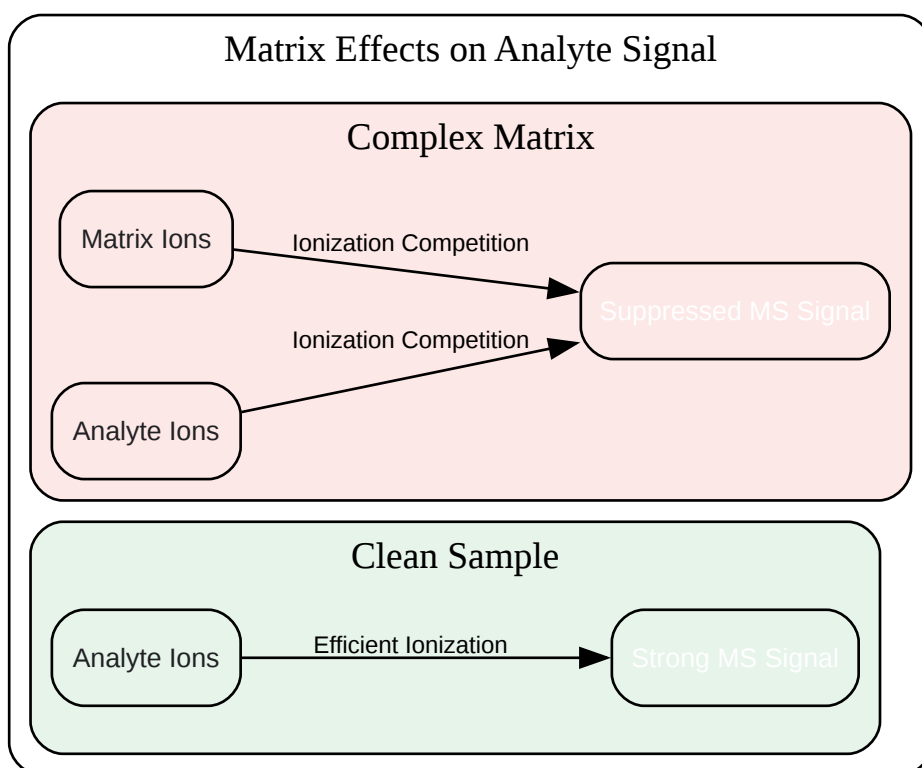 Matrix Effects on Analyte Signal
Complex Matrix
Matrix Ions
Ionization Competition
Suppressed MS Signal
Ionization Competition
Analyte Ions
Clean Sample
Analyte Ions
Efficient Ionization
Strong MS Signal